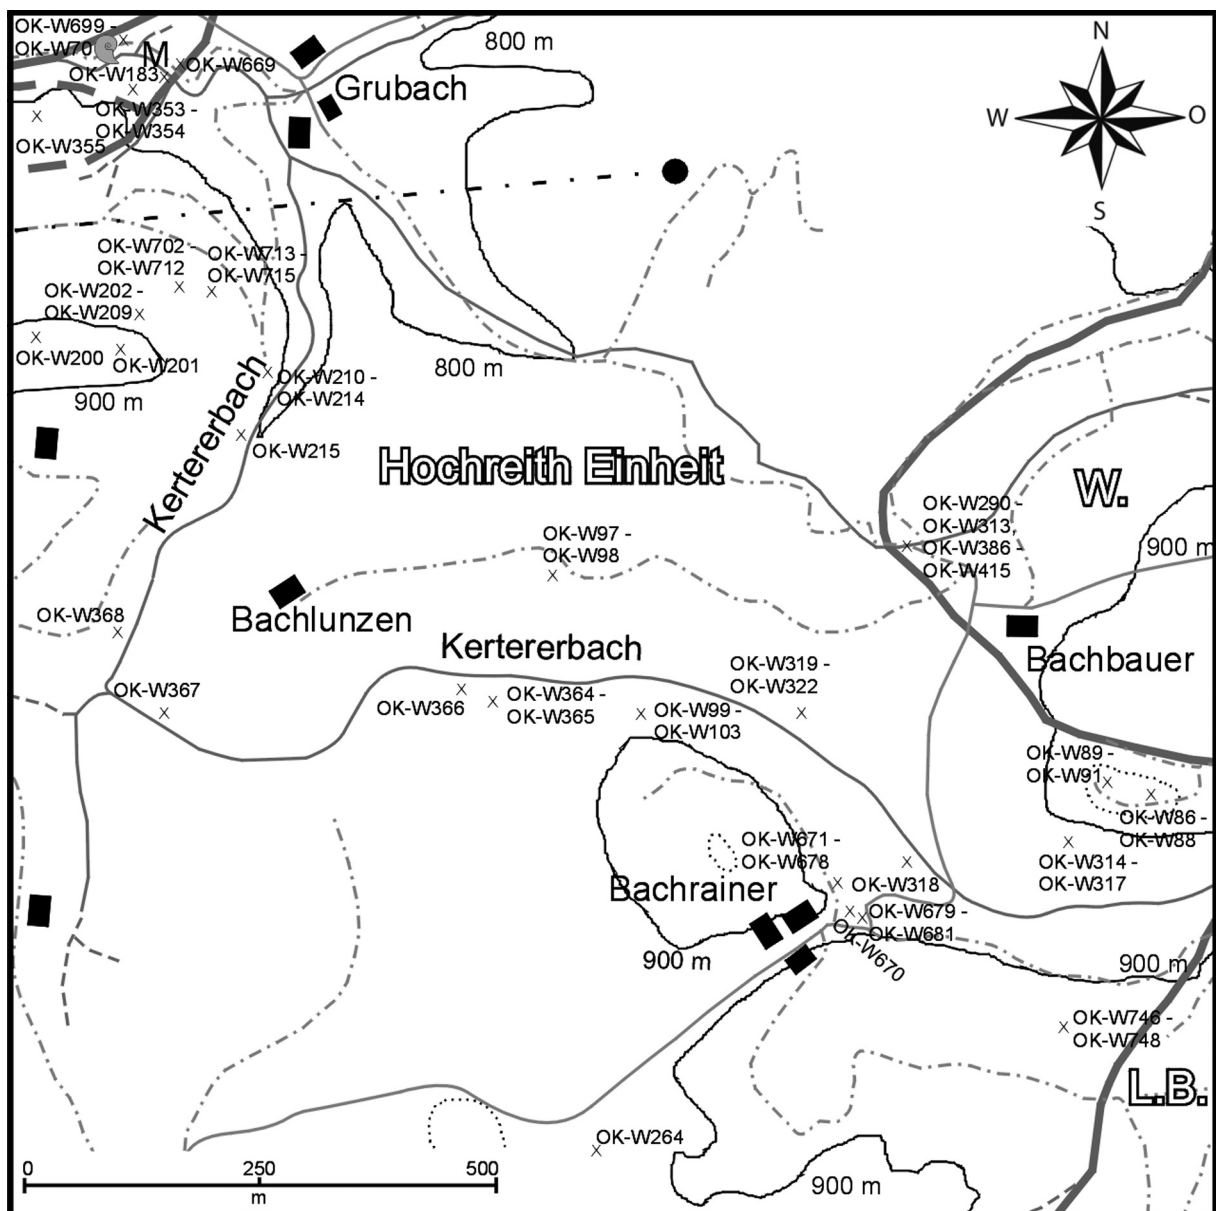 OK-W699 -
OK-W70
M
OK-W669
OK-W183
OK-W353 -
OK-W354
OK-W355
Grubach
800 m
N
W
O
S
OK-W702 -
OK-W712
OK-W713 -
OK-W715
OK-W202 -
OK-W209
OK-W200
OK-W201
900 m
Kertererbach
OK-W210 -
OK-W214
OK-W215
800 m
Hochreith Einheit
W.
OK-W290 -
OK-W313,
OK-W386 -
OK-W415
900 m
OK-W97 -
OK-W98
Bachlunzen
OK-W368
OK-W367
Kertererbach
OK-W366
OK-W364 -
OK-W365
OK-W99 -
OK-W103
OK-W319 -
OK-W322
Bachbauer
OK-W89 -
OK-W91
OK-W86 -
OK-W88
OK-W314 -
OK-W317
OK-W671 -
OK-W678
Bachrainer
OK-W318
OK-W679 -
OK-W681
OK-W670
900 m
900 m
OK-W746 -
OK-W748
L.B.
OK-W264
900 m
0
250
500
m